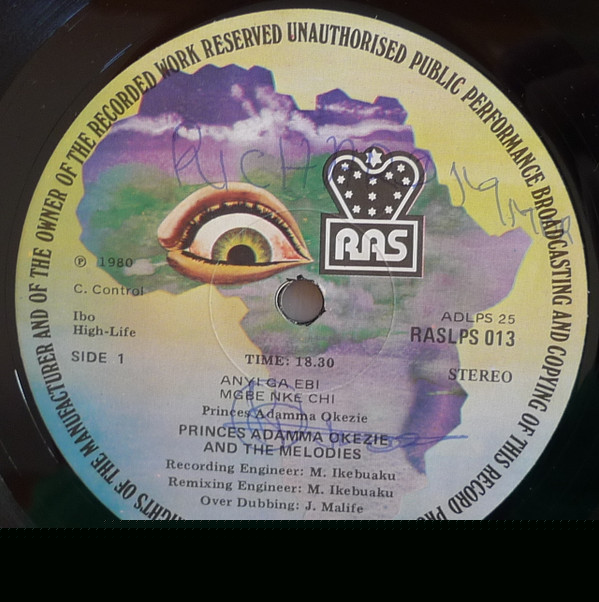 RIGHTS OF THE MANUFACTURER AND OF THE OWNER OF THE RECORDED WORK RESERVED UNAUTHORISED PUBLIC PERFORMANCE BROADCASTING AND COPYING OF THIS RECORD
RAS
℗ 1980
C. Control
Ibo
High-Life
SIDE 1
ADLPS 25
RASLPS 013
STEREO
TIME: 18.30
ANYI GA EBI
MGBE NKE CHI
Princes Adamma Okezie
PRINCES ADAMMA OKEZIE
AND THE MELODIES
Recording Engineer: M. Ikebuaku
Remixing Engineer: M. Ikebuaku
Over Dubbing: J. Malife